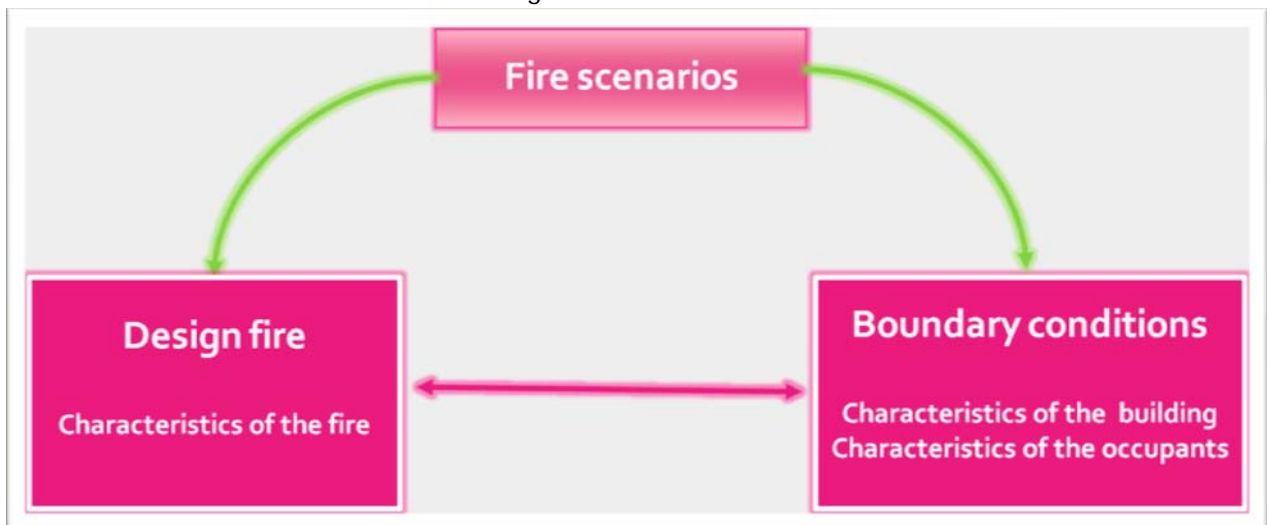 Fire scenarios
Design fire
Characteristics of the fire
Boundary conditions
Characteristics of the building
Characteristics of the occupants